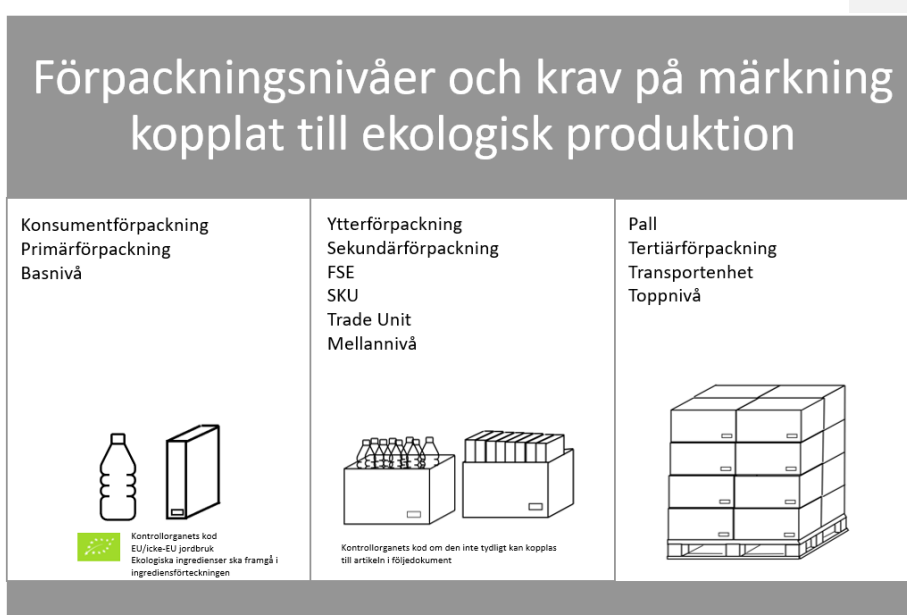 Förpackningsnivåer och krav på märkning
kopplat till ekologisk produktion
Konsumentförpackning
Primärförpackning
Basnivå
Kontrollorganets kod
EU/icke-EU jordbruk
Ekologiska ingredienser ska framgå i
ingrediensförteckningen
Ytterförpackning
Sekundärförpackning
FSE
SKU
Trade Unit
Mellannivå
Kontrollorganets kod om den inte tydligt kan kopplas
till artikeln i följedokument
Pall
Tertiärförpackning
Transportenhet
Toppnivå